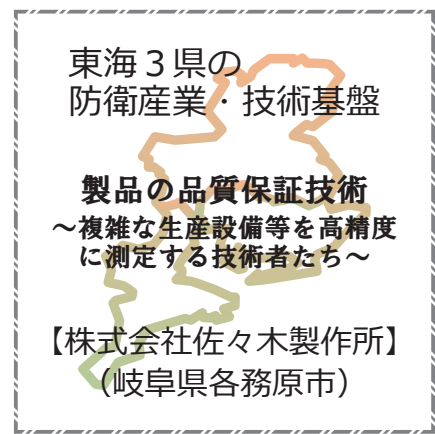 東海３県の
防衛産業・技術基盤
製品の品質保証技術
～複雑な生産設備等を高精度
に測定する技術者たち～
【株式会社佐々木製作所】
（岐阜県各務原市）